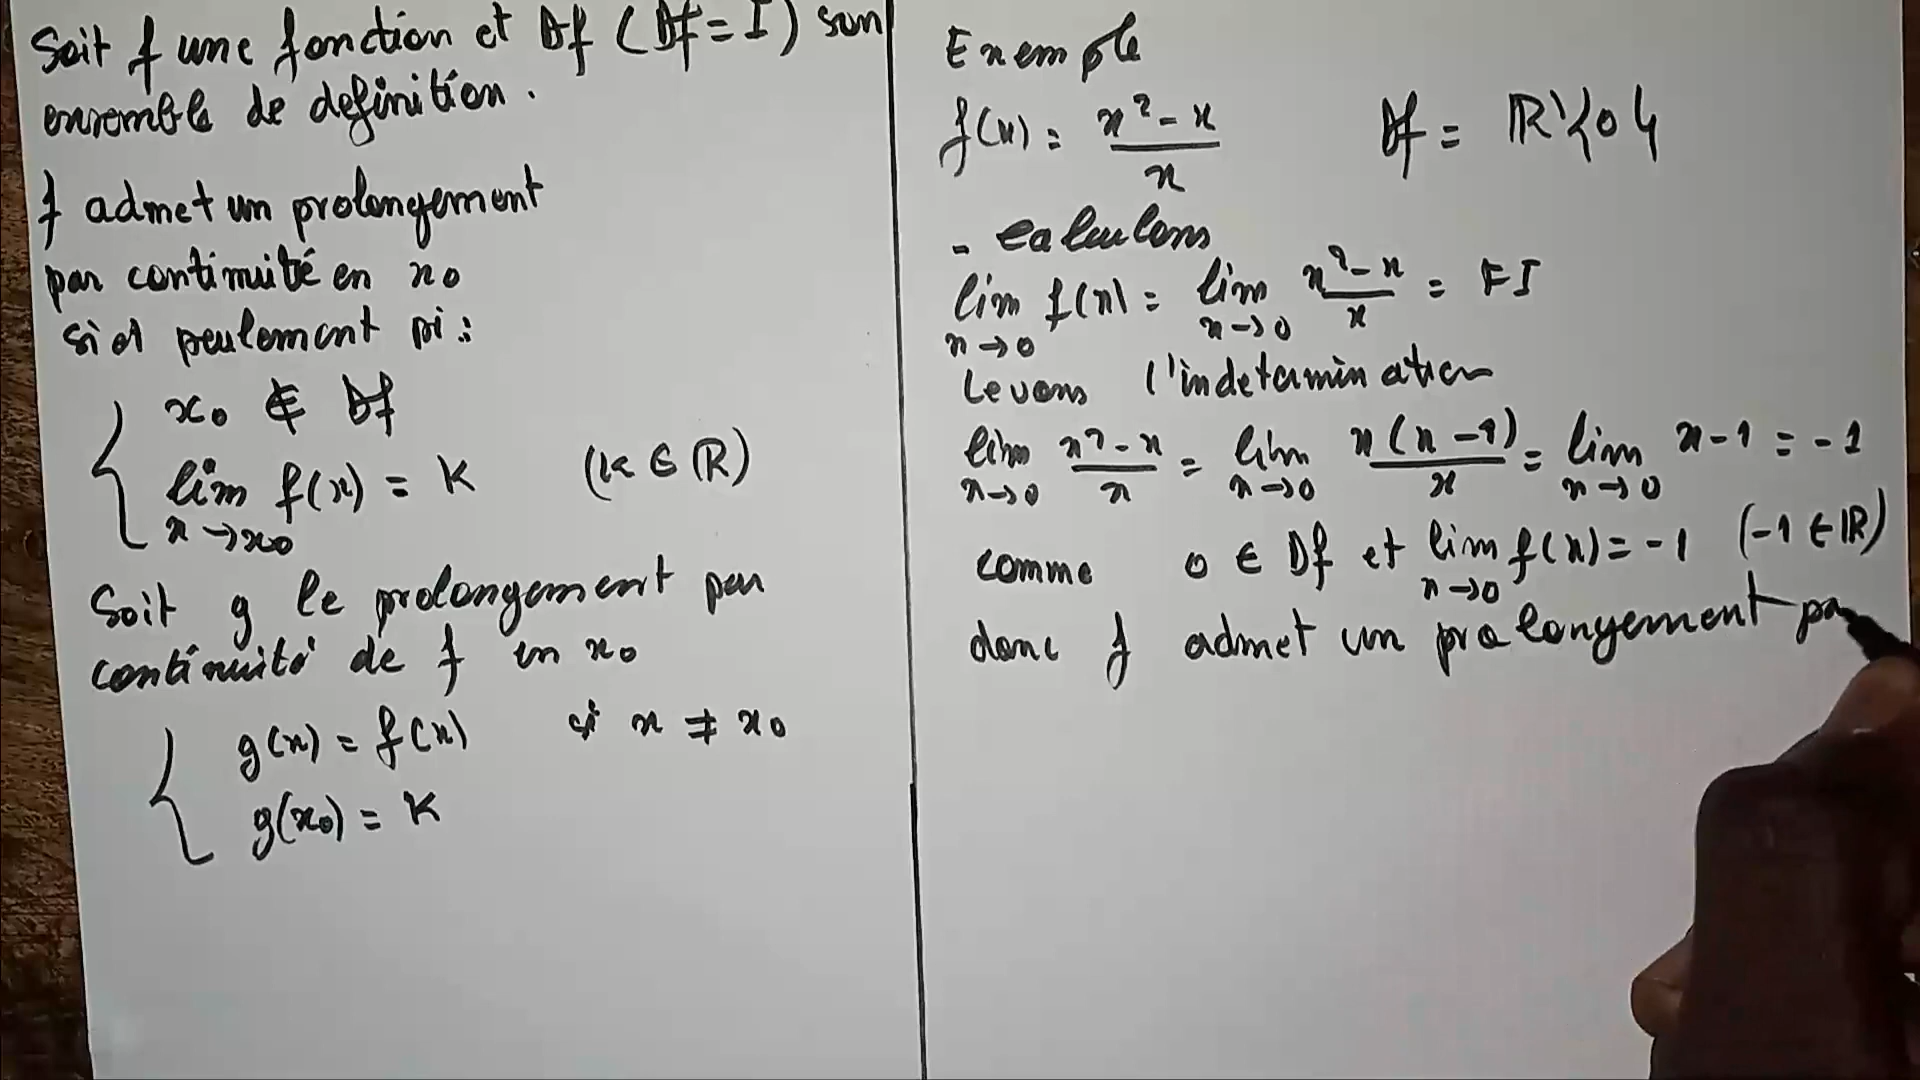 Soit f une fonction et Df (Df = I) son
ensemble de definition.
f admet un prolongement
par continuité en x0
si et seulement si :
x0 ∉ Df
lim f(x) = K (K ∈ ℝ)
x → x0
Soit g le prolongement par
continuité de f en x0
g(x) = f(x) si x ≠ x0
g(x0) = K
Exemple
f(x) = (x² - x)/x Df = ℝ\{0}
- calculons
lim f(x) = lim (x² - x)/x = FI
x → 0 x → 0
Levons l'indetermination
lim (x² - x)/x = lim x(x - 1)/x = lim x - 1 = -1
x → 0 x → 0 x → 0
comme 0 ∈ Df et lim f(x) = -1 (-1 ∈ ℝ)
x → 0
donc f admet un prolongement pa